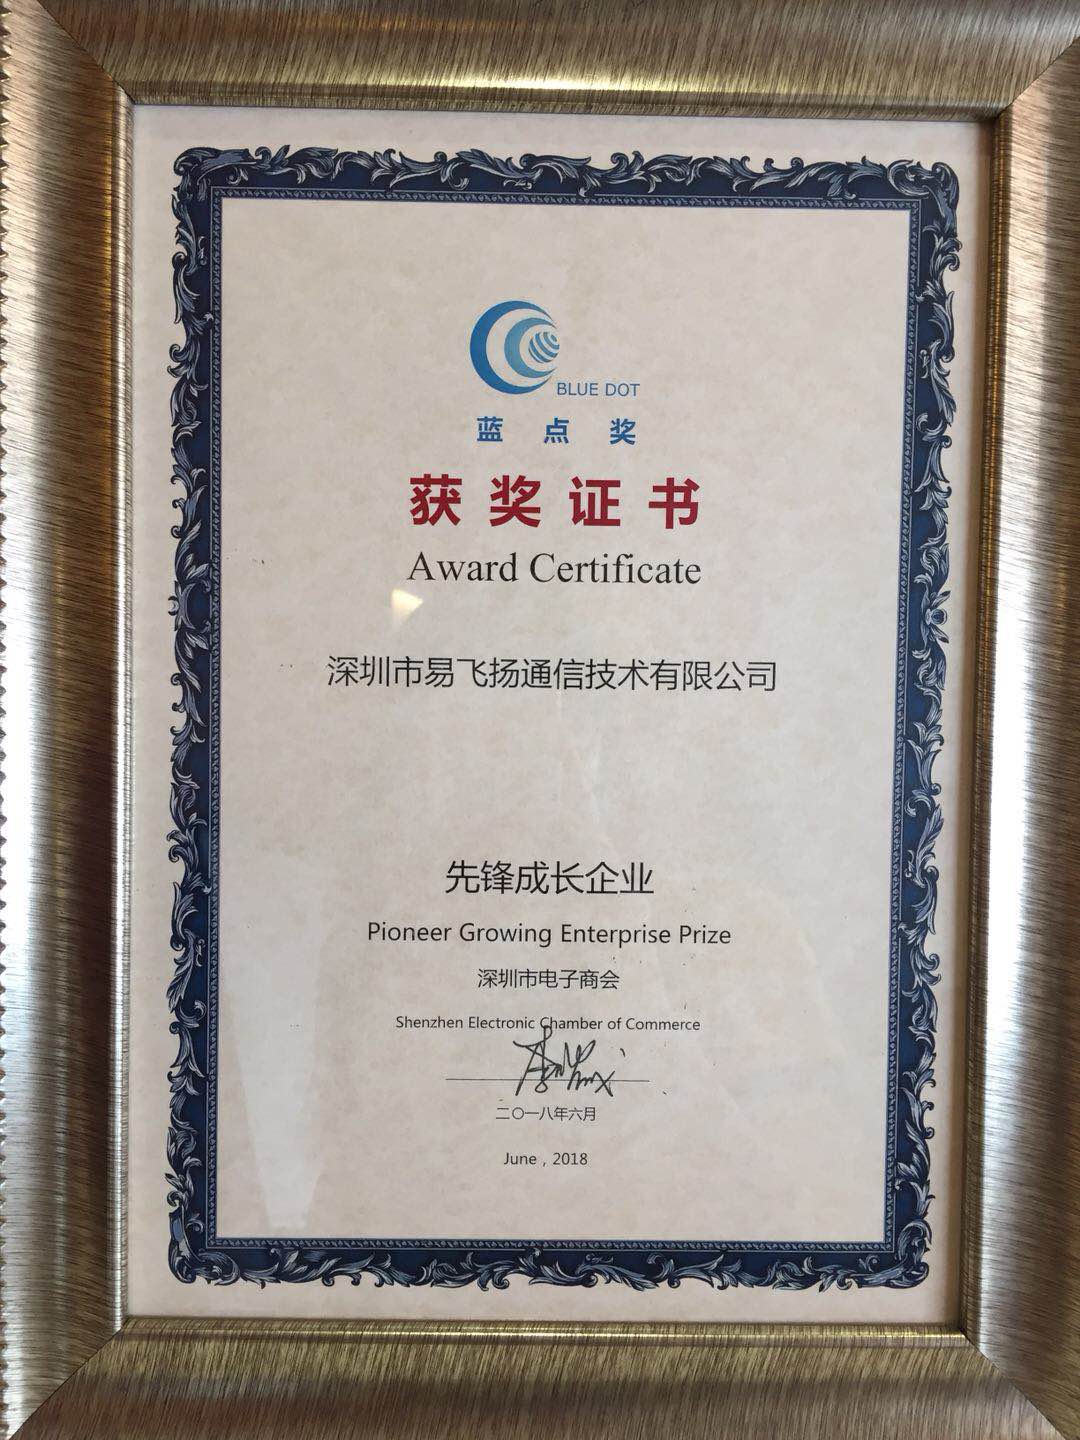 BLUE DOT
蓝点奖
获奖证书
Award Certificate
深圳市易飞扬通信技术有限公司
先锋成长企业
Pioneer Growing Enterprise Prize
深圳市电子商会
Shenzhen Electronic Chamber of Commerce
二〇一八年六月
June , 2018